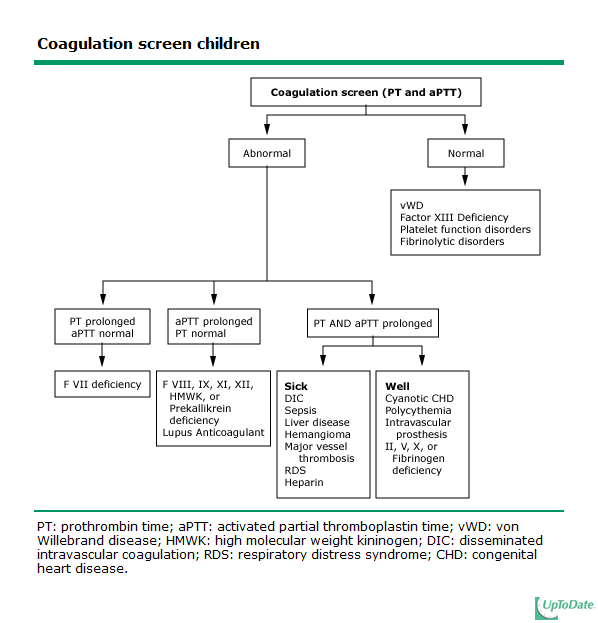 Coagulation screen children
Coagulation screen (PT and aPTT)
Abnormal
Normal
vWD
Factor XIII Deficiency
Platelet function disorders
Fibrinolytic disorders
PT prolonged
aPTT normal
aPTT prolonged
PT normal
PT AND aPTT prolonged
F VII deficiency
F VIII, IX, XI, XII,
HMWK, or
Prekallikrein
deficiency
Lupus Anticoagulant
Sick
DIC
Sepsis
Liver disease
Hemangioma
Major vessel
thrombosis
RDS
Heparin
Well
Cyanotic CHD
Polycythemia
Intravascular
prosthesis
II, V, X, or
Fibrinogen
deficiency
PT: prothrombin time; aPTT: activated partial thromboplastin time; vWD: von
Willebrand disease; HMWK: high molecular weight kininogen; DIC: disseminated
intravascular coagulation; RDS: respiratory distress syndrome; CHD: congenital
heart disease.
UpToDate